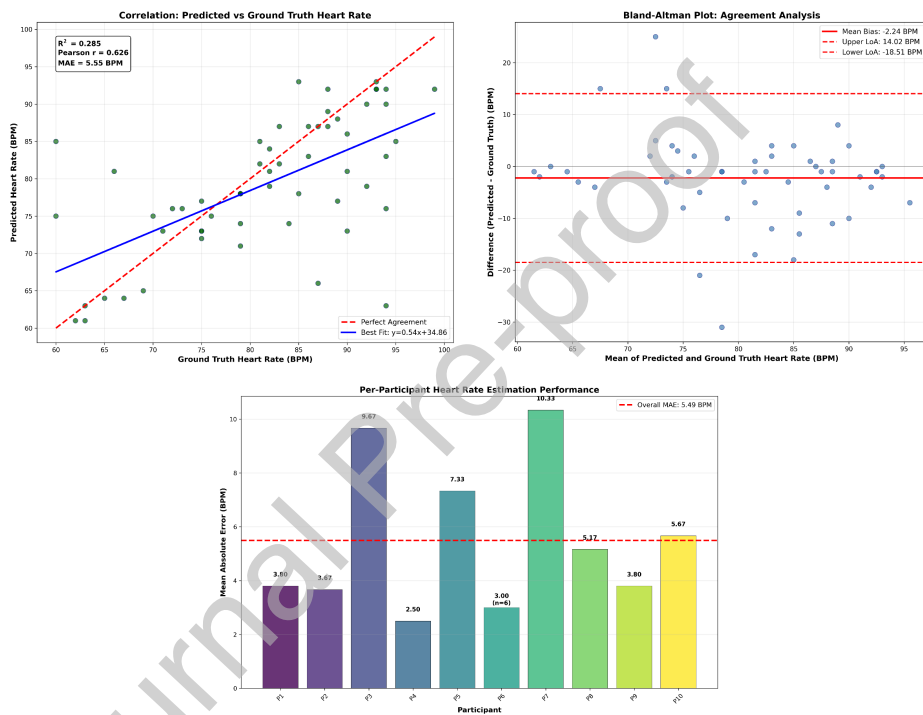 Correlation: Predicted vs Ground Truth Heart Rate
R² = 0.285
Pearson r = 0.626
MAE = 5.55 BPM
100
95
90
85
80
75
70
65
60
Predicted Heart Rate (BPM)
60 65 70 75 80 85 90 95 100
Ground Truth Heart Rate (BPM)
Perfect Agreement
Best Fit: y=0.54x+34.86
Bland-Altman Plot: Agreement Analysis
Mean Bias: -2.24 BPM
Upper LoA: 14.02 BPM
Lower LoA: -18.51 BPM
20
10
0
−10
−20
−30
Difference (Predicted - Ground Truth) (BPM)
60 65 70 75 80 85 90 95
Mean of Predicted and Ground Truth Heart Rate (BPM)
Per-Participant Heart Rate Estimation Performance
Overall MAE: 5.49 BPM
10
8
6
4
2
0
Mean Absolute Error (BPM)
3.80
3.67
9.67
2.50
7.33
3.00
(n=6)
10.33
5.17
3.80
5.67
P1 P2 P3 P4 P5 P6 P7 P8 P9 P10
Participant
urnal Pre-proof